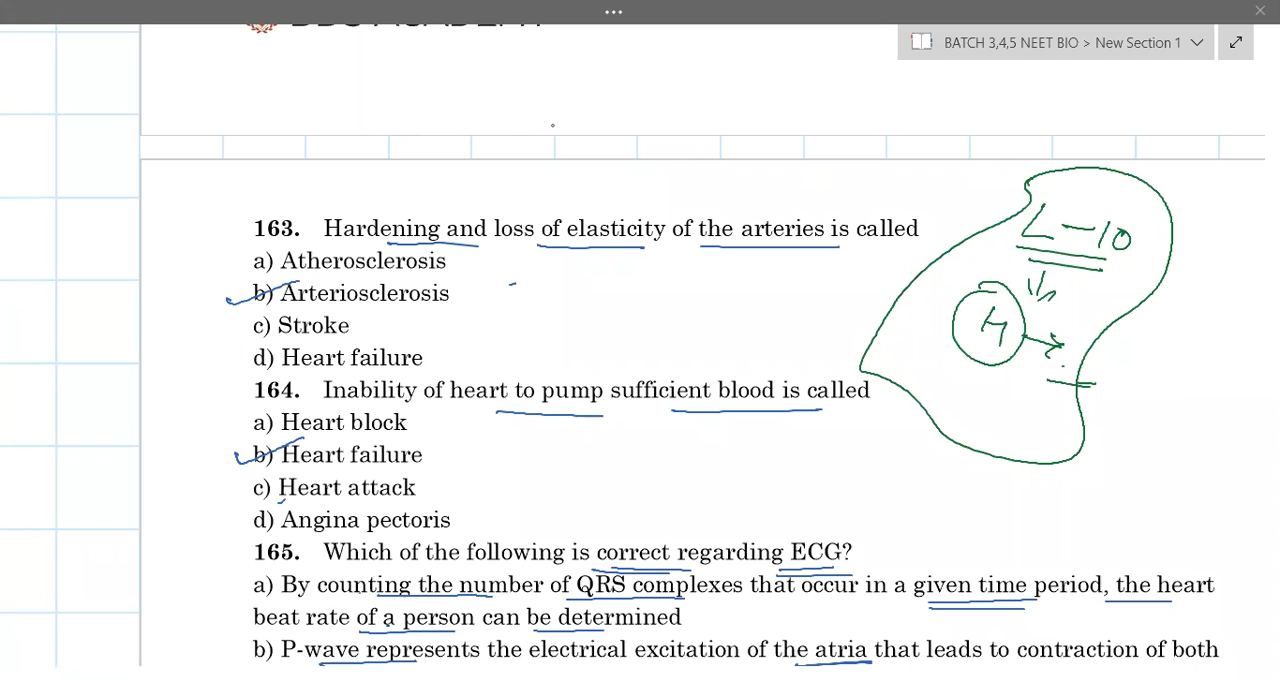 BATCH 3,4,5 NEET BIO > New Section 1
163. Hardening and loss of elasticity of the arteries is called
a) Atherosclerosis
b) Arteriosclerosis
c) Stroke
d) Heart failure
164. Inability of heart to pump sufficient blood is called
a) Heart block
b) Heart failure
c) Heart attack
d) Angina pectoris
165. Which of the following is correct regarding ECG?
a) By counting the number of QRS complexes that occur in a given time period, the heart
beat rate of a person can be determined
b) P-wave represents the electrical excitation of the atria that leads to contraction of both
L-10
H